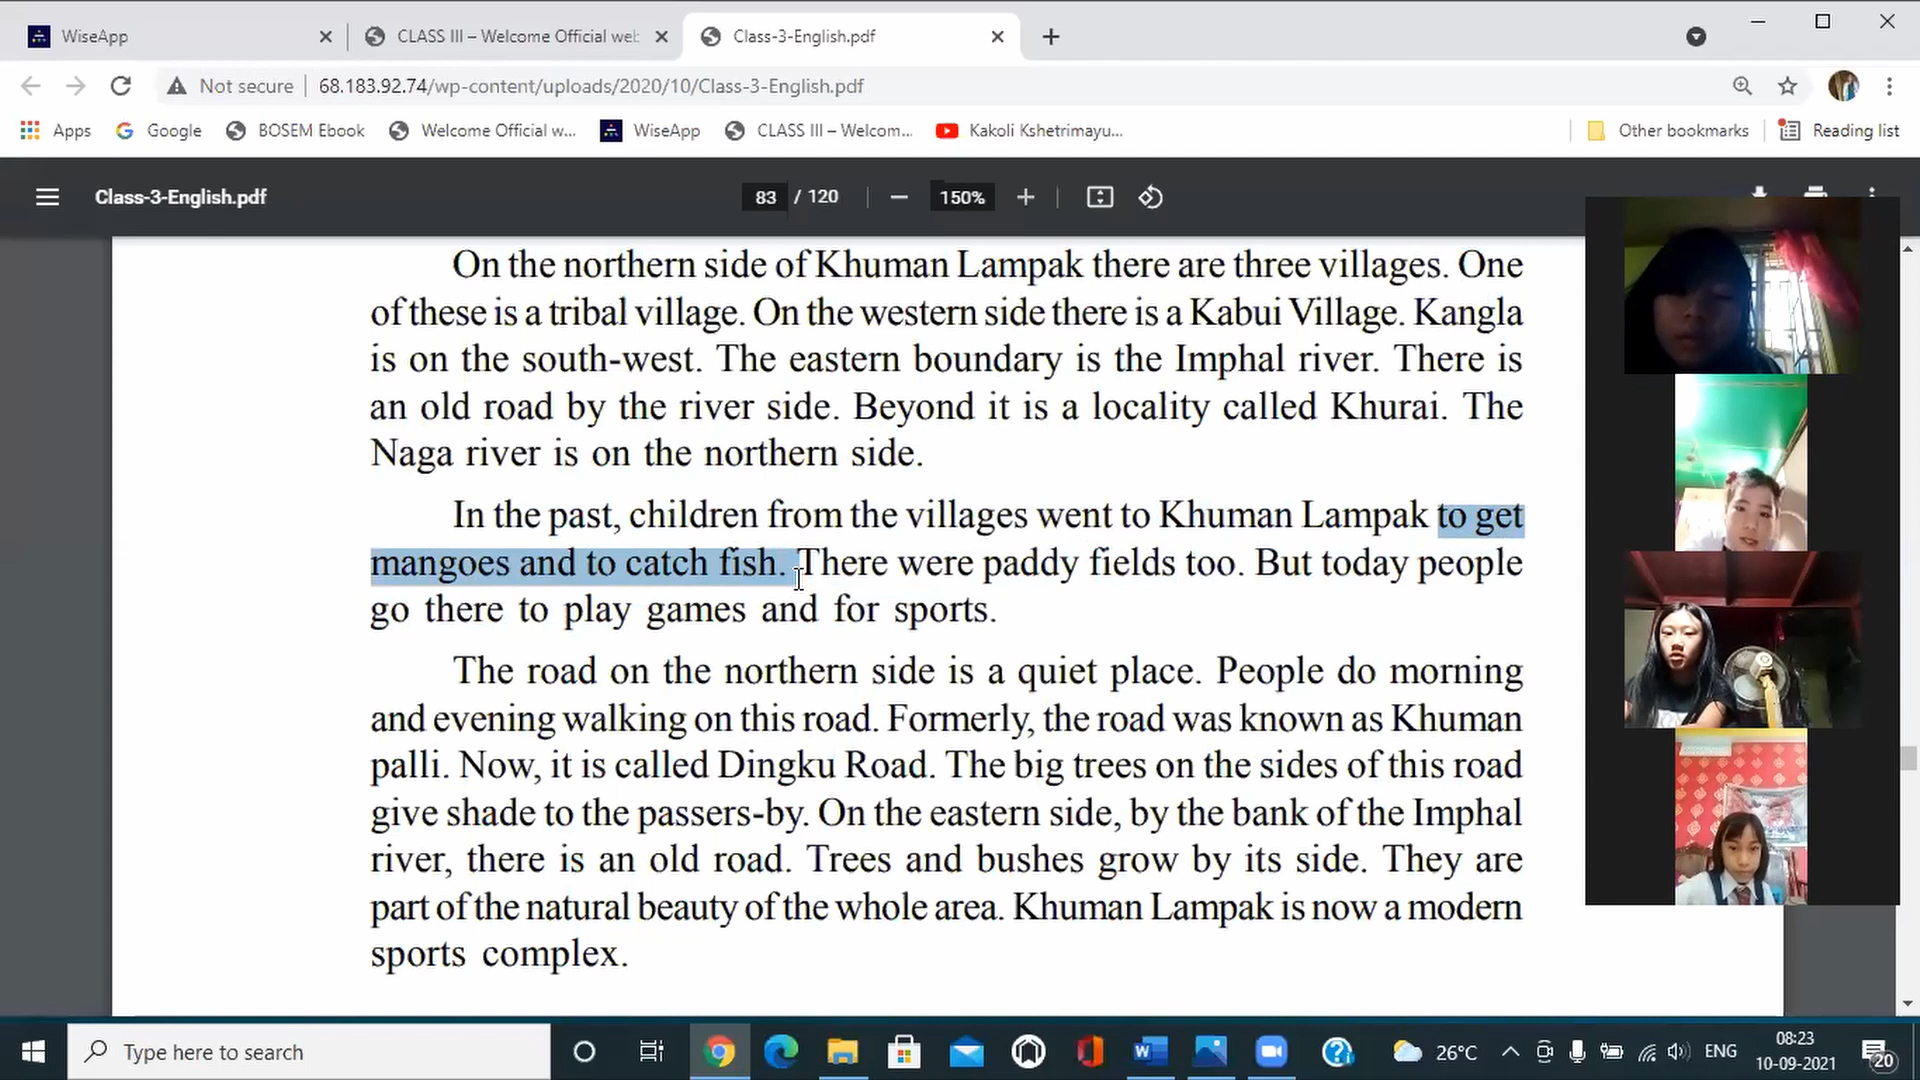 WiseApp
CLASS III – Welcome Official web
Class-3-English.pdf
Not secure
68.183.92.74/wp-content/uploads/2020/10/Class-3-English.pdf
Apps
Google
BOSEM Ebook
Welcome Official w...
WiseApp
CLASS III – Welcom...
Kakoli Kshetrimayu...
Other bookmarks
Reading list
Class-3-English.pdf
83 / 120
150%
On the northern side of Khuman Lampak there are three villages. One
of these is a tribal village. On the western side there is a Kabui Village. Kangla
is on the south-west. The eastern boundary is the Imphal river. There is
an old road by the river side. Beyond it is a locality called Khurai. The
Naga river is on the northern side.
In the past, children from the villages went to Khuman Lampak to get
mangoes and to catch fish. There were paddy fields too. But today people
go there to play games and for sports.
The road on the northern side is a quiet place. People do morning
and evening walking on this road. Formerly, the road was known as Khuman
palli. Now, it is called Dingku Road. The big trees on the sides of this road
give shade to the passers-by. On the eastern side, by the bank of the Imphal
river, there is an old road. Trees and bushes grow by its side. They are
part of the natural beauty of the whole area. Khuman Lampak is now a modern
sports complex.
Type here to search
26°C
ENG
08:23
10-09-2021
20